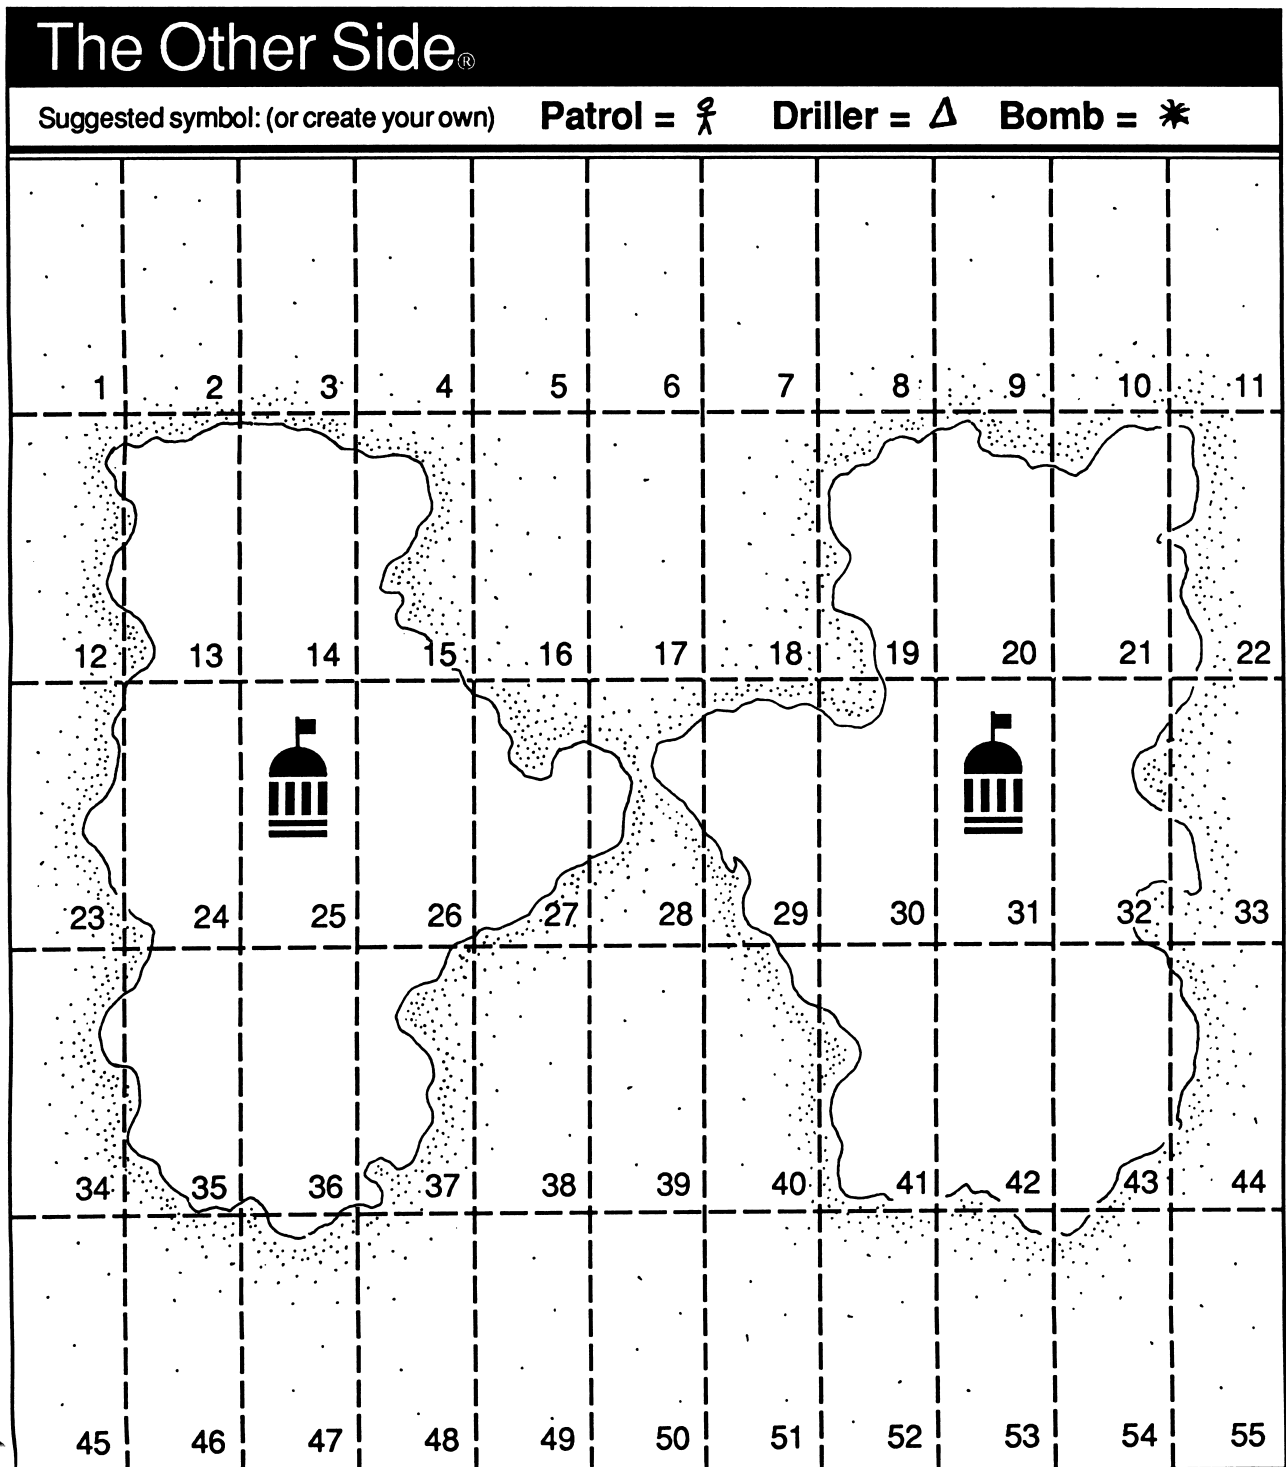 The Other Side®
Suggested symbol: (or create your own) Patrol = Driller = Bomb =
1 2 3 4 5 6 7 8 9 10 11
12 13 14 15 16 17 18 19 20 21 22
23 24 25 26 27 28 29 30 31 32 33
34 35 36 37 38 39 40 41 42 43 44
45 46 47 48 49 50 51 52 53 54 55